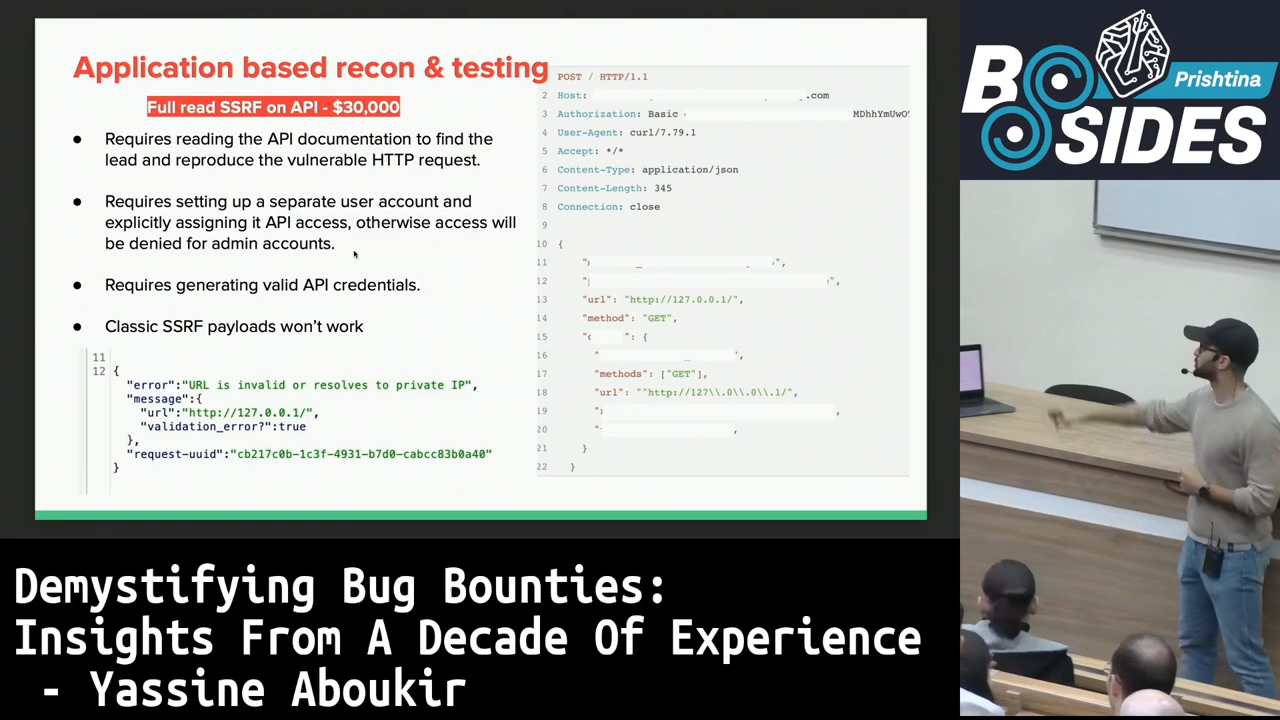 Application based recon & testing
Full read SSRF on API - $30,000
● Requires reading the API documentation to find the
lead and reproduce the vulnerable HTTP request.
● Requires setting up a separate user account and
explicitly assigning it API access, otherwise access will
be denied for admin accounts.
● Requires generating valid API credentials.
● Classic SSRF payloads won't work
11
12 {
"error":"URL is invalid or resolves to private IP",
"message":{
"url":"http://127.0.0.1/",
"validation_error?":true
},
"request-uuid":"cb217c0b-1c3f-4931-b7d0-cabcc83b0a40"
}
POST / HTTP/1.1
2 Host: .com
3 Authorization: Basic MDhhYmUwO
4 User-Agent: curl/7.79.1
5 Accept: */*
6 Content-Type: application/json
7 Content-Length: 345
8 Connection: close
9
10 {
11 ",
12 ",
13 "url": "http://127.0.0.1/",
14 "method": "GET",
15 ": {
16 "
17 "methods": ["GET"],
18 "url": "^http://127\\.0\\.0\\.1/",
19 "
20 "
21 }
22 }
BSIDES
Prishtina
Demystifying Bug Bounties:
Insights From A Decade Of Experience
- Yassine Aboukir